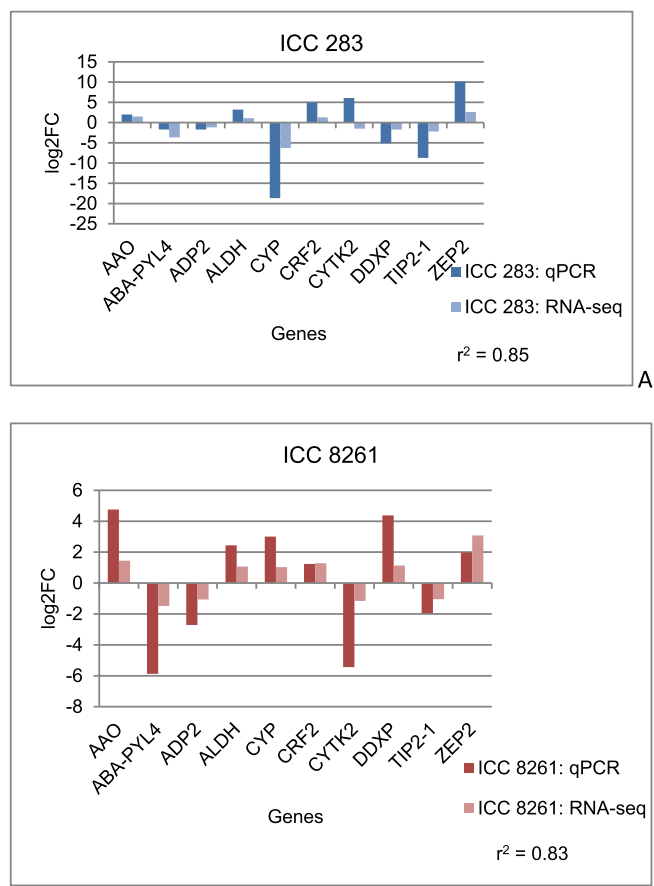 ICC 283
15
10
5
0
-5
-10
-15
-20
-25
log2FC
AAO
ABA-PYL4
ADP2
ALDH
CYP
CRF2
CYTK2
DDXP
TIP2-1
ZEP2
ICC 283: qPCR
ICC 283: RNA-seq
Genes
r² = 0.85
A
ICC 8261
6
4
2
0
-2
-4
-6
-8
log2FC
AAO
ABA-PYL4
ADP2
ALDH
CYP
CRF2
CYTK2
DDXP
TIP2-1
ZEP2
ICC 8261: qPCR
ICC 8261: RNA-seq
Genes
r² = 0.83